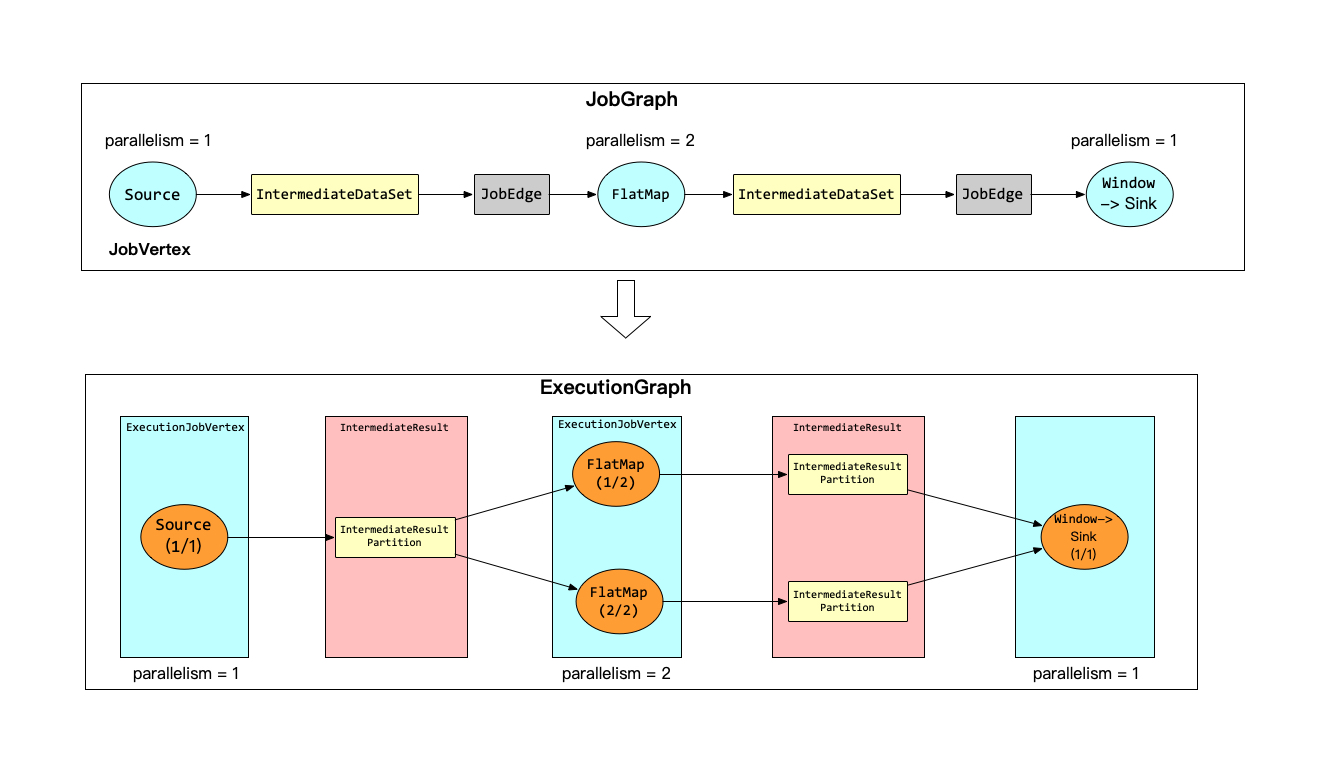 JobGraph
parallelism = 1
parallelism = 2
parallelism = 1
Source
IntermediateDataSet
JobEdge
FlatMap
IntermediateDataSet
JobEdge
Window
—> Sink
JobVertex
ExecutionGraph
ExecutionJobVertex
Source
(1/1)
parallelism = 1
IntermediateResult
IntermediateResult
Partition
ExecutionJobVertex
FlatMap
(1/2)
FlatMap
(2/2)
parallelism = 2
IntermediateResult
IntermediateResult
Partition
IntermediateResult
Partition
Window—>
Sink
(1/1)
parallelism = 1